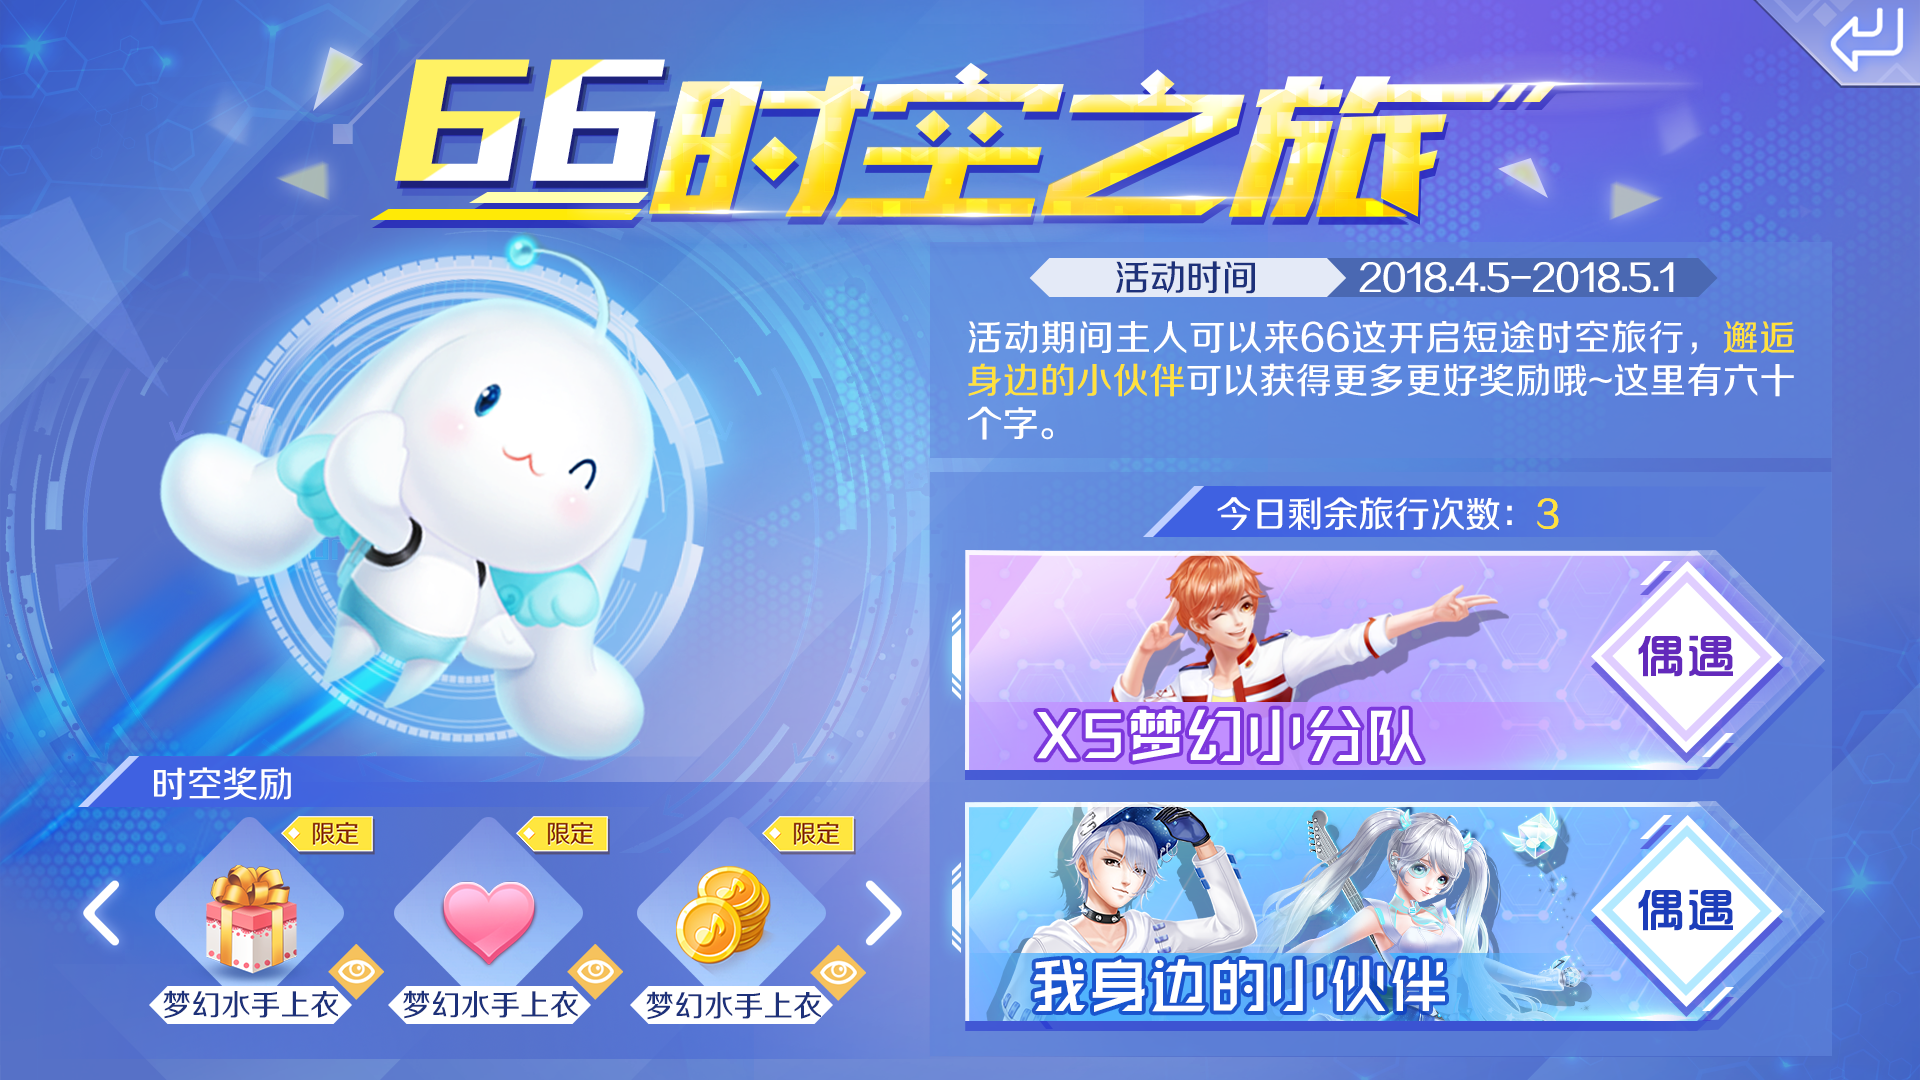 66时空之旅
活动时间 2018.4.5-2018.5.1
活动期间主人可以来66这开启短途时空旅行，邂逅
身边的小伙伴可以获得更多更好奖励哦~这里有六十
个字。
今日剩余旅行次数：3
偶遇
X5梦幻小分队
偶遇
我身边的小伙伴
时空奖励
限定 限定 限定
梦幻水手上衣 梦幻水手上衣 梦幻水手上衣